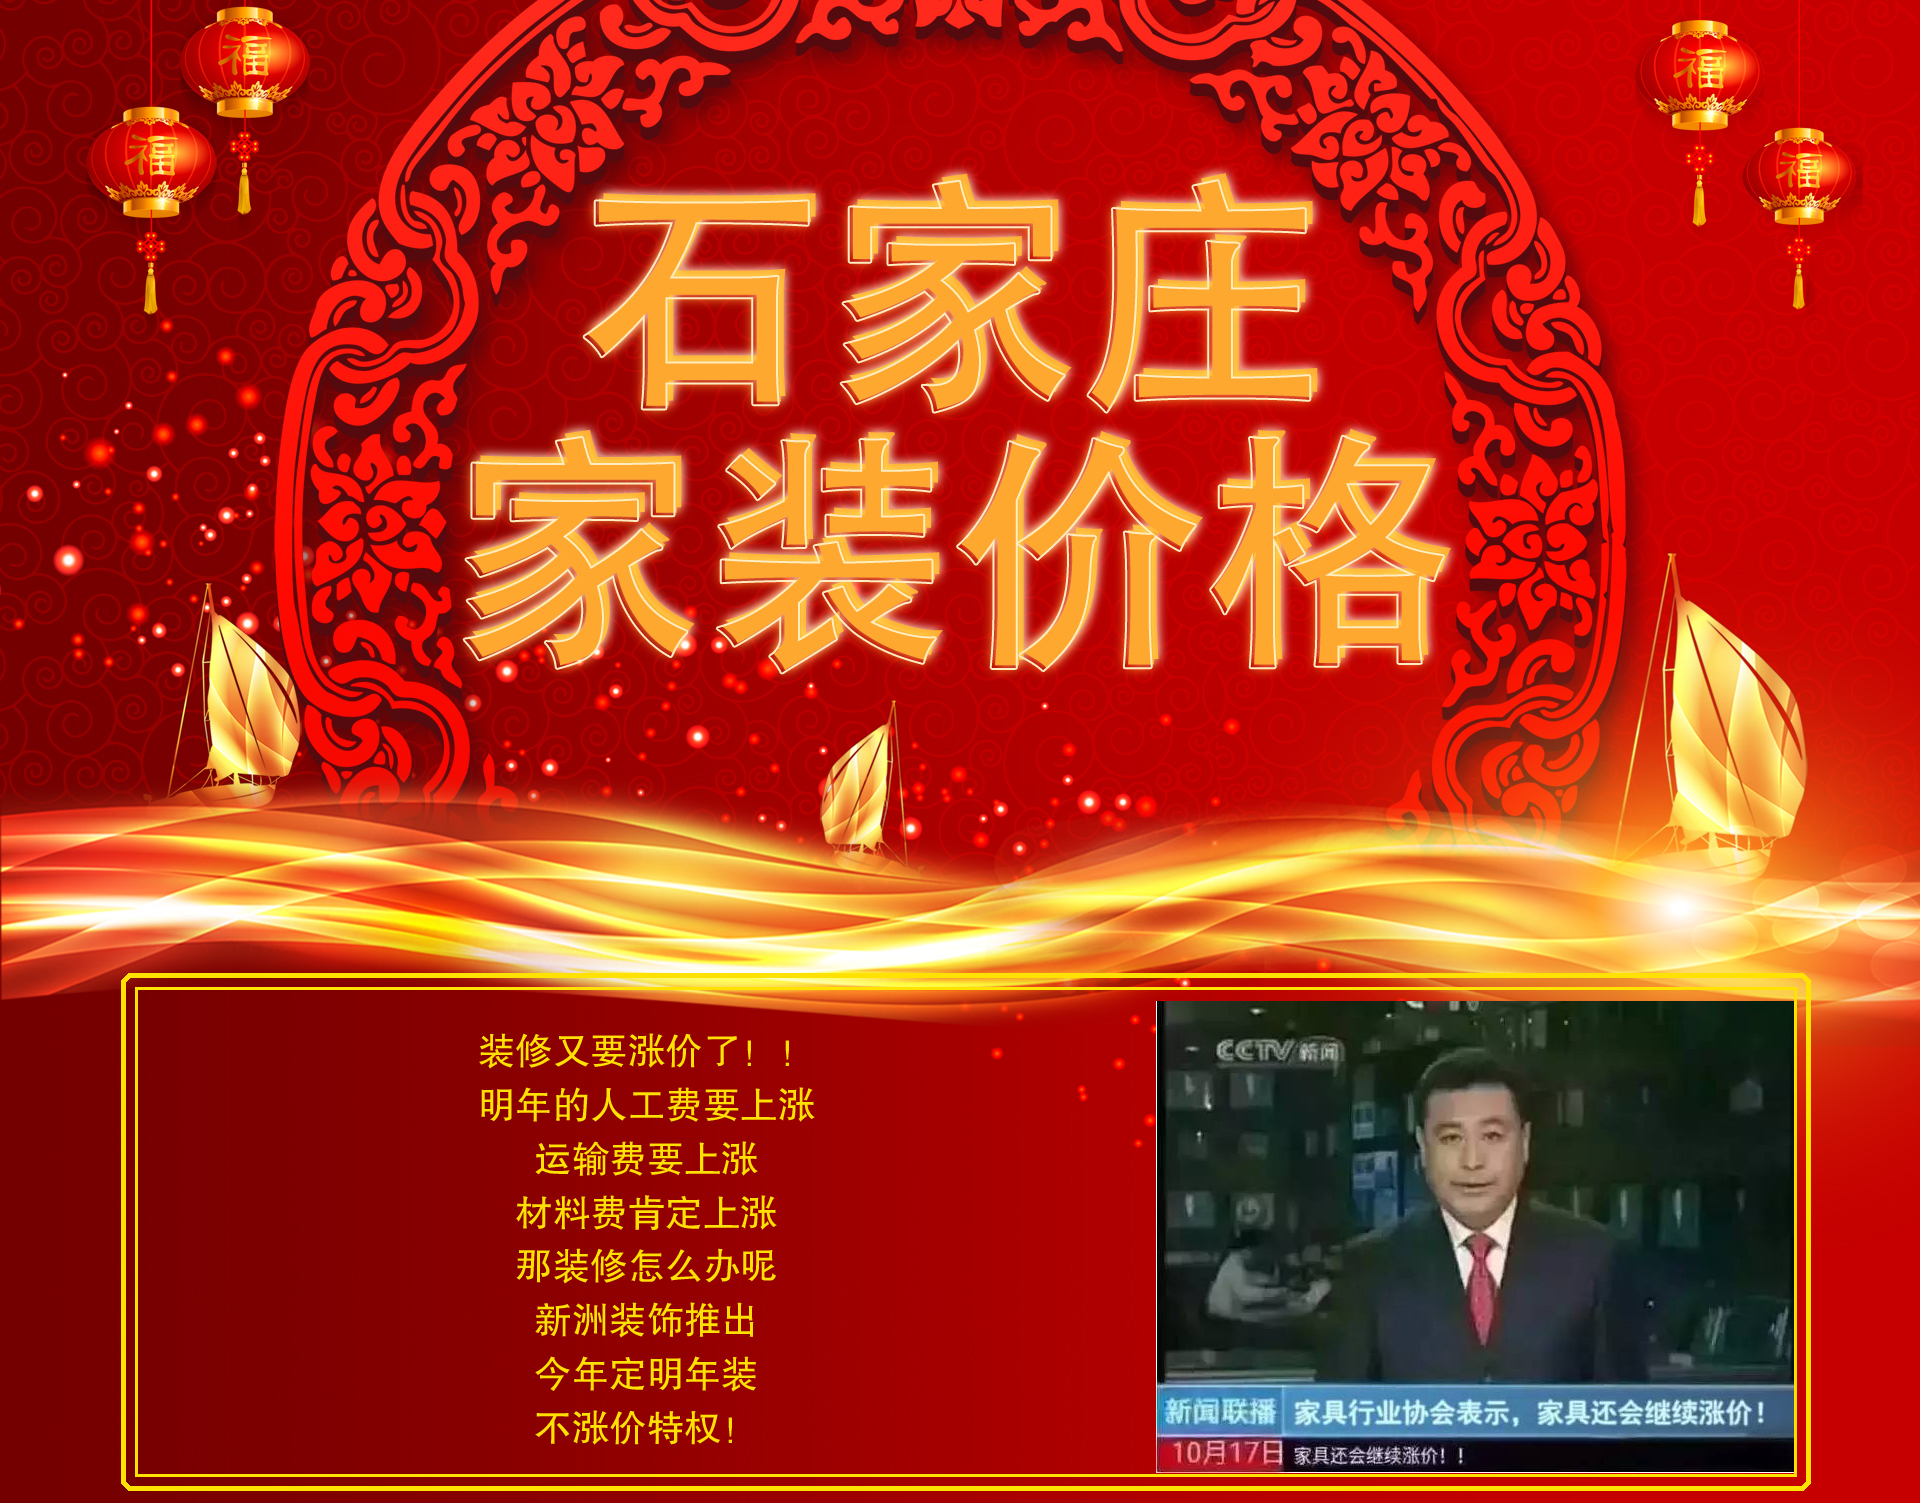 福
福
福
福
石家庄
家装价格
装修又要涨价了！！
明年的人工费要上涨
运输费要上涨
材料费肯定上涨
那装修怎么办呢
新洲装饰推出
今年定明年装
不涨价特权！
CCTV 新闻
新闻联播 家具行业协会表示，家具还会继续涨价！
10月17日 家具还会继续涨价！！